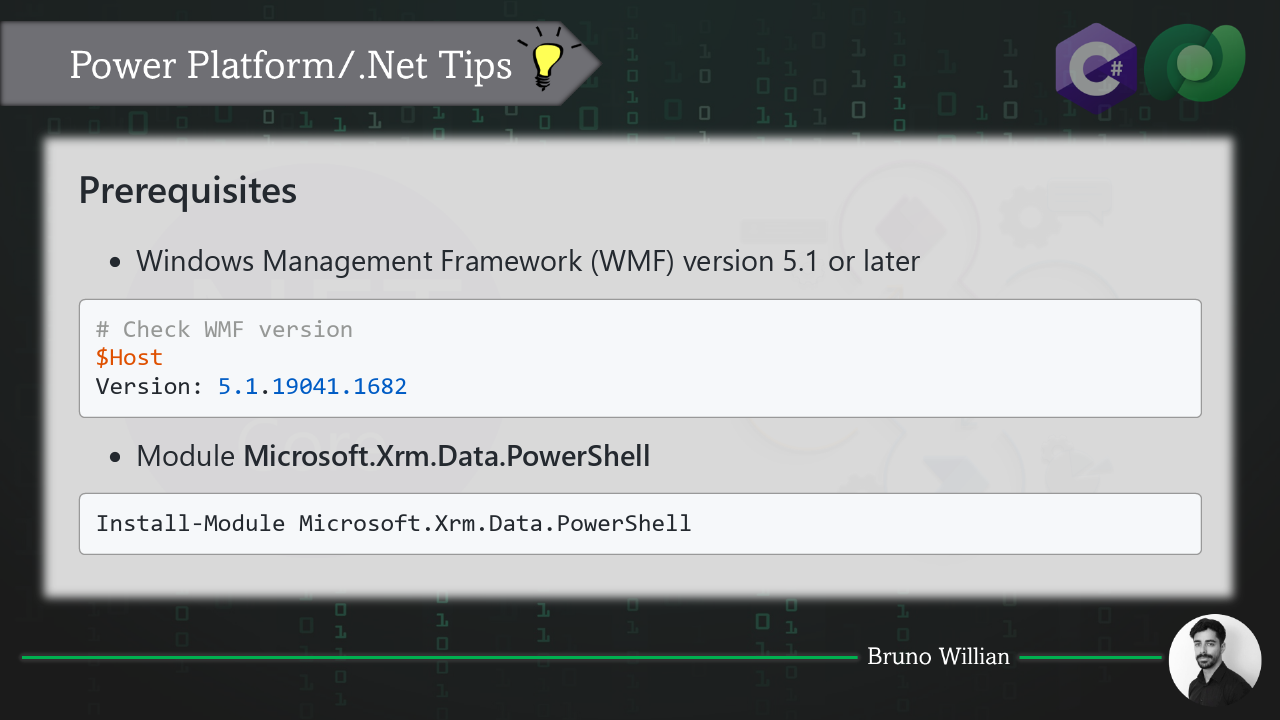 Power Platform/.Net Tips
C#
Prerequisites
• Windows Management Framework (WMF) version 5.1 or later
# Check WMF version
$Host
Version: 5.1.19041.1682
• Module Microsoft.Xrm.Data.PowerShell
Install-Module Microsoft.Xrm.Data.PowerShell
Bruno Willian